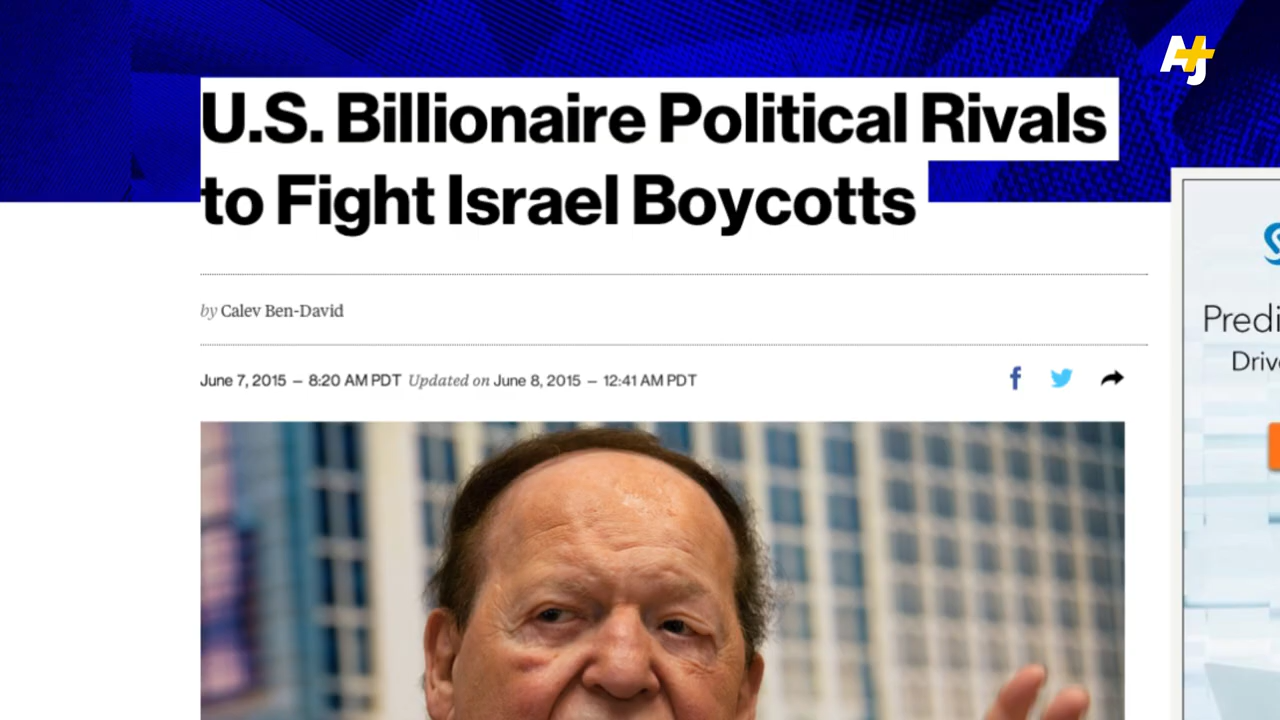 AJ+
U.S. Billionaire Political Rivals
to Fight Israel Boycotts
by Calev Ben-David
June 7, 2015 – 8:20 AM PDT Updated on June 8, 2015 – 12:41 AM PDT
Predi
Drive